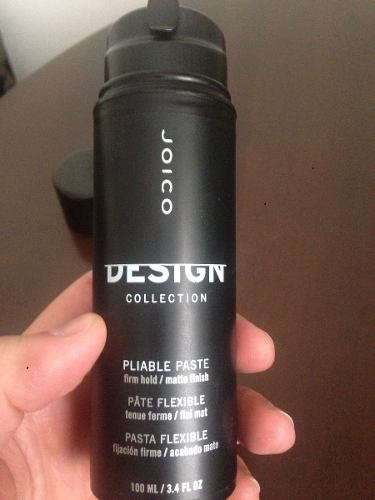 JOICO
DESIGN
COLLECTION
PLIABLE PASTE
firm hold / matte finish
PÂTE FLEXIBLE
tenue ferme / fini mat
PASTA FLEXIBLE
fijación firme / acabado mate
100 ML / 3.4 FL OZ